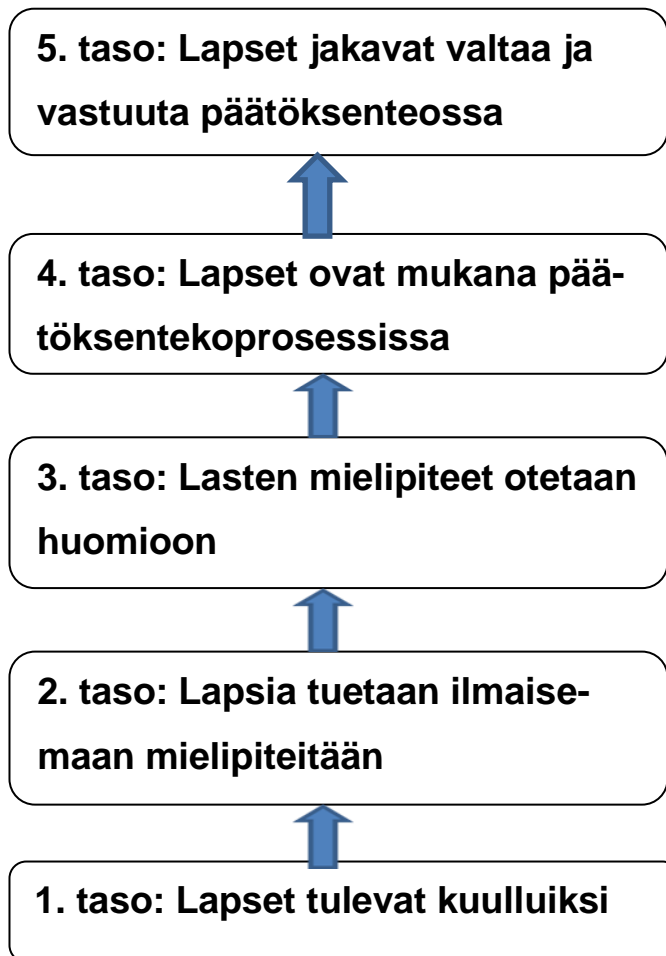 5. taso: Lapset jakavat valtaa ja
vastuuta päätöksenteossa
4. taso: Lapset ovat mukana pää-
töksentekoprosessissa
3. taso: Lasten mielipiteet otetaan
huomioon
2. taso: Lapsia tuetaan ilmaise-
maan mielipiteitään
1. taso: Lapset tulevat kuulluiksi